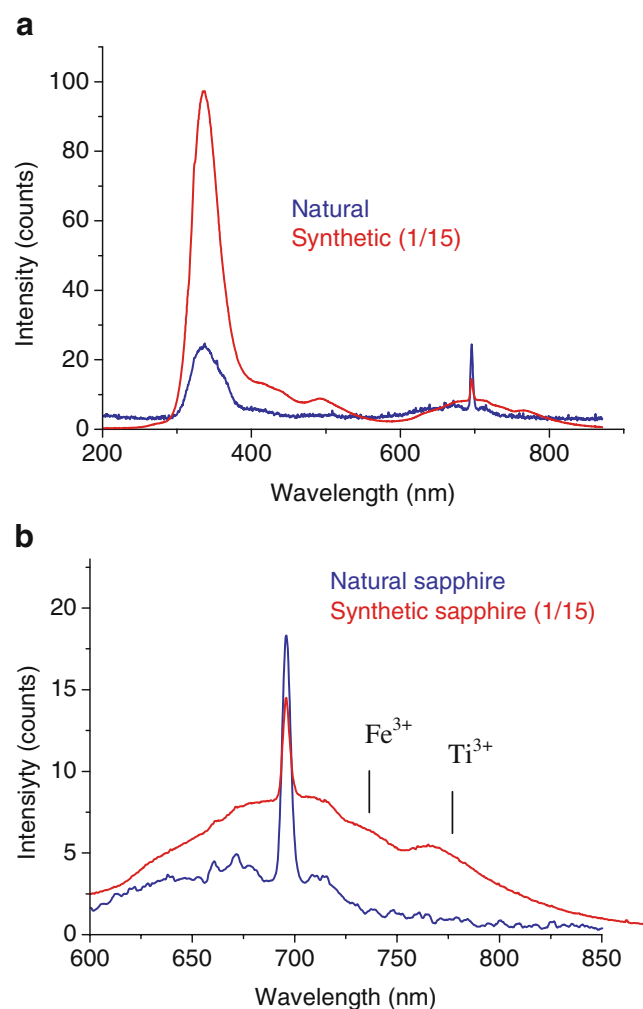 a
100
80
60
40
20
0
Intensity (counts)
Natural
Synthetic (1/15)
200 400 600 800
Wavelength (nm)
b
20
15
10
5
0
Intensiyty (counts)
Natural sapphire
Synthetic sapphire (1/15)
Fe³⁺
Ti³⁺
600 650 700 750 800 850
Wavelength (nm)